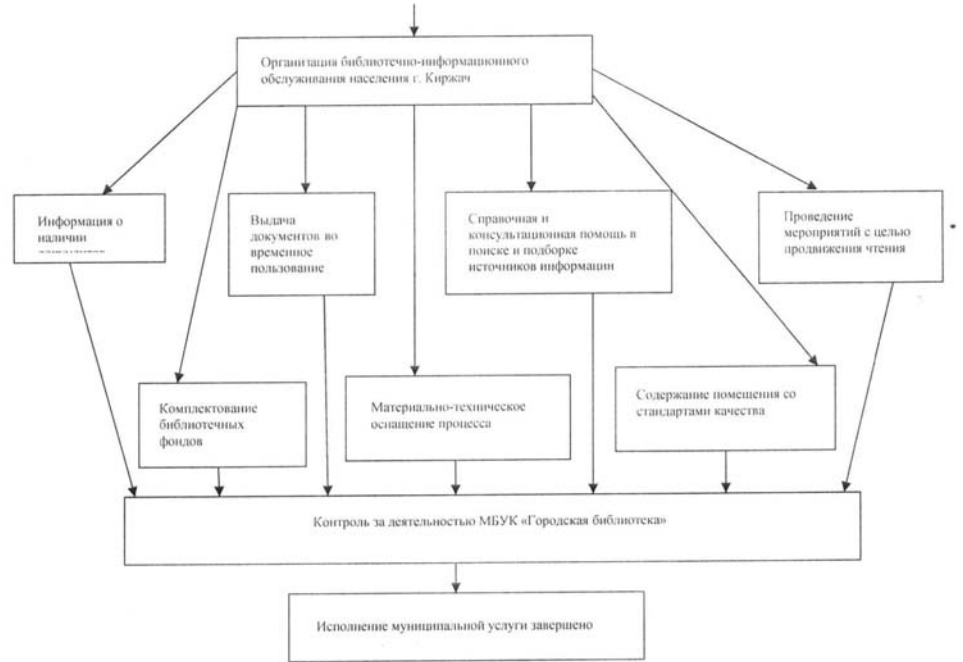 Организация библиотечно-информационного
обслуживания населения г. Киржач
Информация о
наличии
Выдача
документов во
временное
пользование
Справочная и
консультационная помощь в
поиске и подборке
источников информации
Проведение
мероприятий с целью
продвижения чтения
Комплектование
библиотечных
фондов
Материально-техническое
оснащение процесса
Содержание помещения со
стандартами качества
Контроль за деятельностью МБУК «Городская библиотека»
Исполнение муниципальной услуги завершено